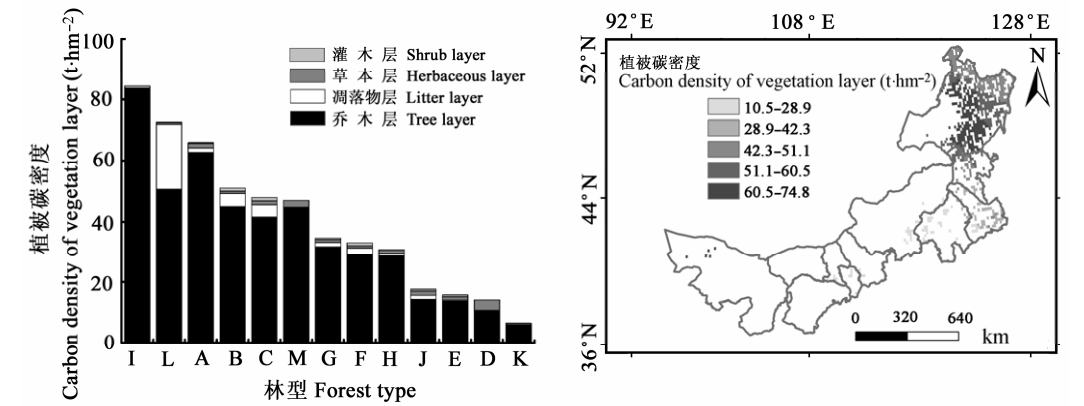 植被碳密度
Carbon density of vegetation layer (t·hm⁻²)
100
80
60
40
20
0
灌 木 层 Shrub layer
草 本 层 Herbaceous layer
凋落物层 Litter layer
乔 木 层 Tree layer
I L A B C M G F H J E D K
林型 Forest type
92°E 108°E 128°E
52°N
44°N
36°N
植被碳密度
Carbon density of vegetation layer (t·hm⁻²)
10.5–28.9
28.9–42.3
42.3–51.1
51.1–60.5
60.5–74.8
N
0 320 640
km